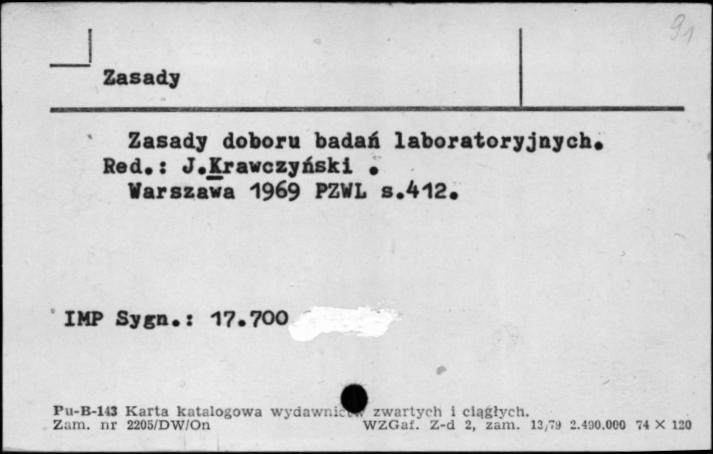 91
Zasady
Zasady doboru badań laboratoryjnych.
Red.: J.Krawczyński .
Warszawa 1969 PZWL s.412.
IMP Sygn.: 17.700
Pu-B-143 Karta katalogowa zwartych i ciągłych.
Zam. nr 2205/DW/On WZGaf. Z-d 2, zam. 13/79 2.490.000 74 × 120